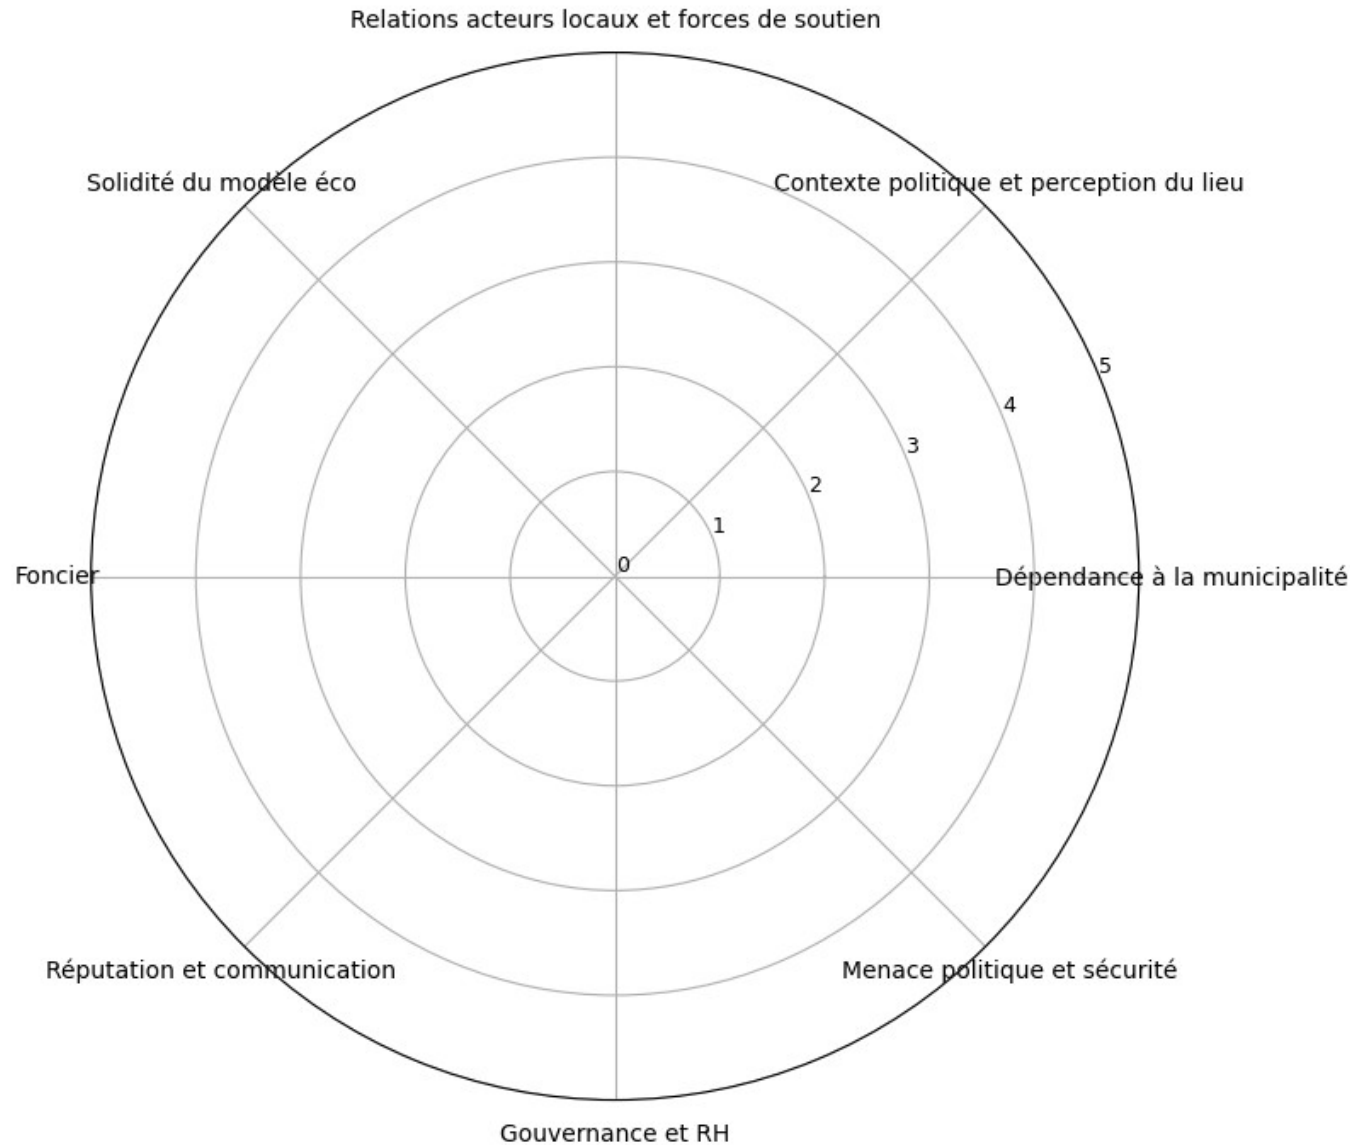 Relations acteurs locaux et forces de soutien
Solidité du modèle éco
Contexte politique et perception du lieu
5
4
3
2
1
0
Foncier
Dépendance à la municipalité
Réputation et communication
Menace politique et sécurité
Gouvernance et RH